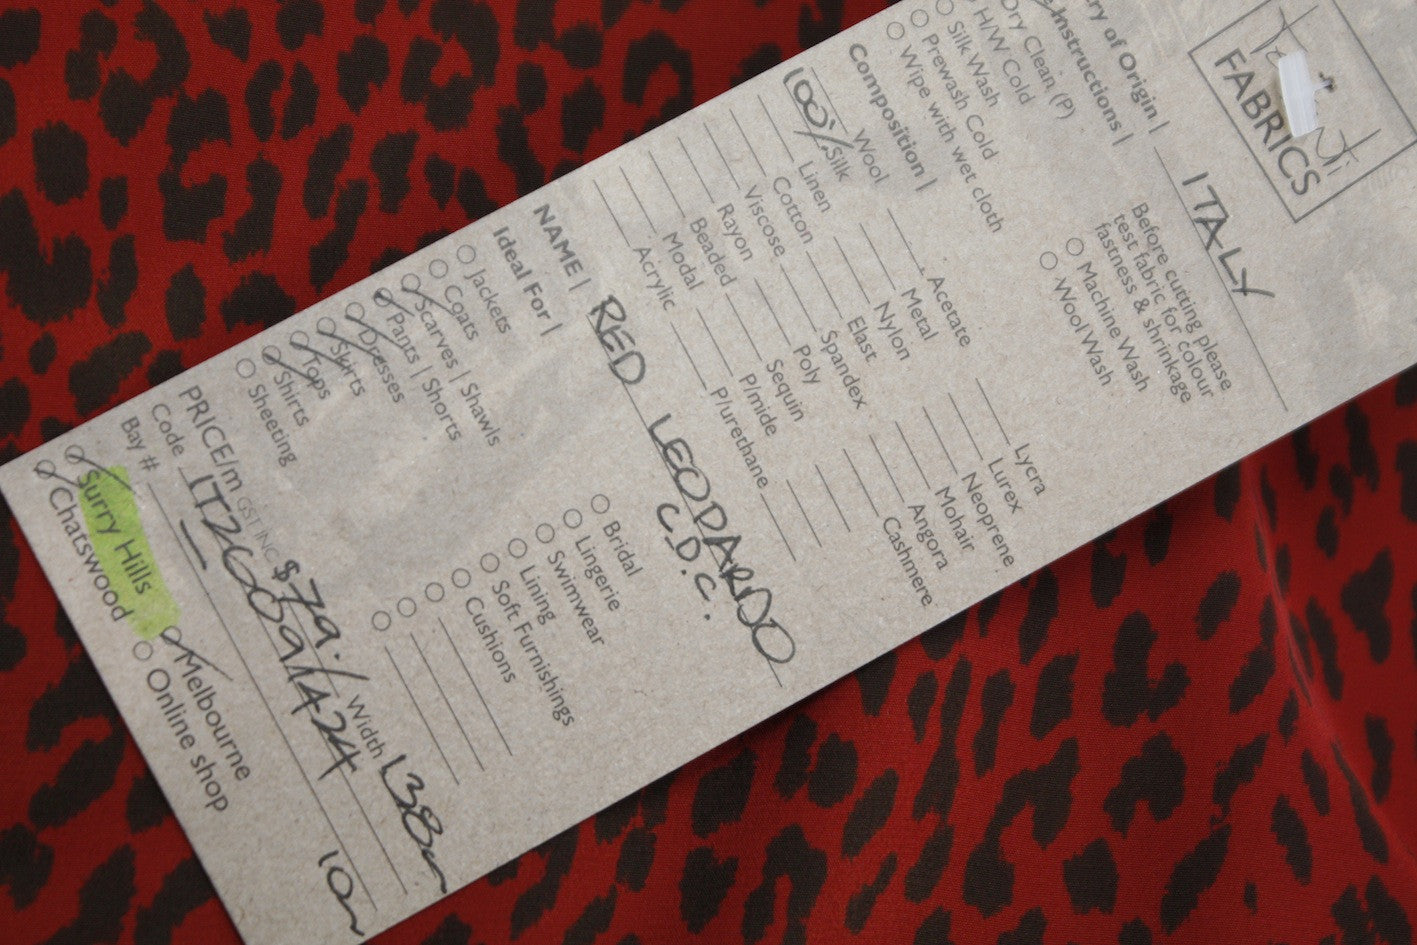 FABRICS
ry of Origin | ITALY
Instructions |
Dry Clean (P)
H/W Cold
Silk Wash
Prewash Cold
Wipe with wet cloth
Before cutting please
test fabric for colour
fastness & shrinkage
Machine Wash
Wool Wash
Composition |
Wool
100% Silk
Linen
Cotton
Viscose
Rayon
Beaded
Modal
Acrylic
Acetate
Metal
Nylon
Elast
Spandex
Poly
Sequin
P/mide
P/urethane
Lycra
Lurex
Neoprene
Mohair
Angora
Cashmere
NAME | RED LEOPARDO
C.D.C.
Ideal For |
Jackets
Coats
Scarves | Shawls
Pants | Shorts
Dresses
Skirts
Tops
Shirts
Sheeting
Bridal
Lingerie
Swimwear
Lining
Soft Furnishings
Cushions
PRICE/m GST INC $79./ Width 138cm
Code IT26091424
Bay # 10m
Surry Hills
Chatswood
Melbourne
Online shop